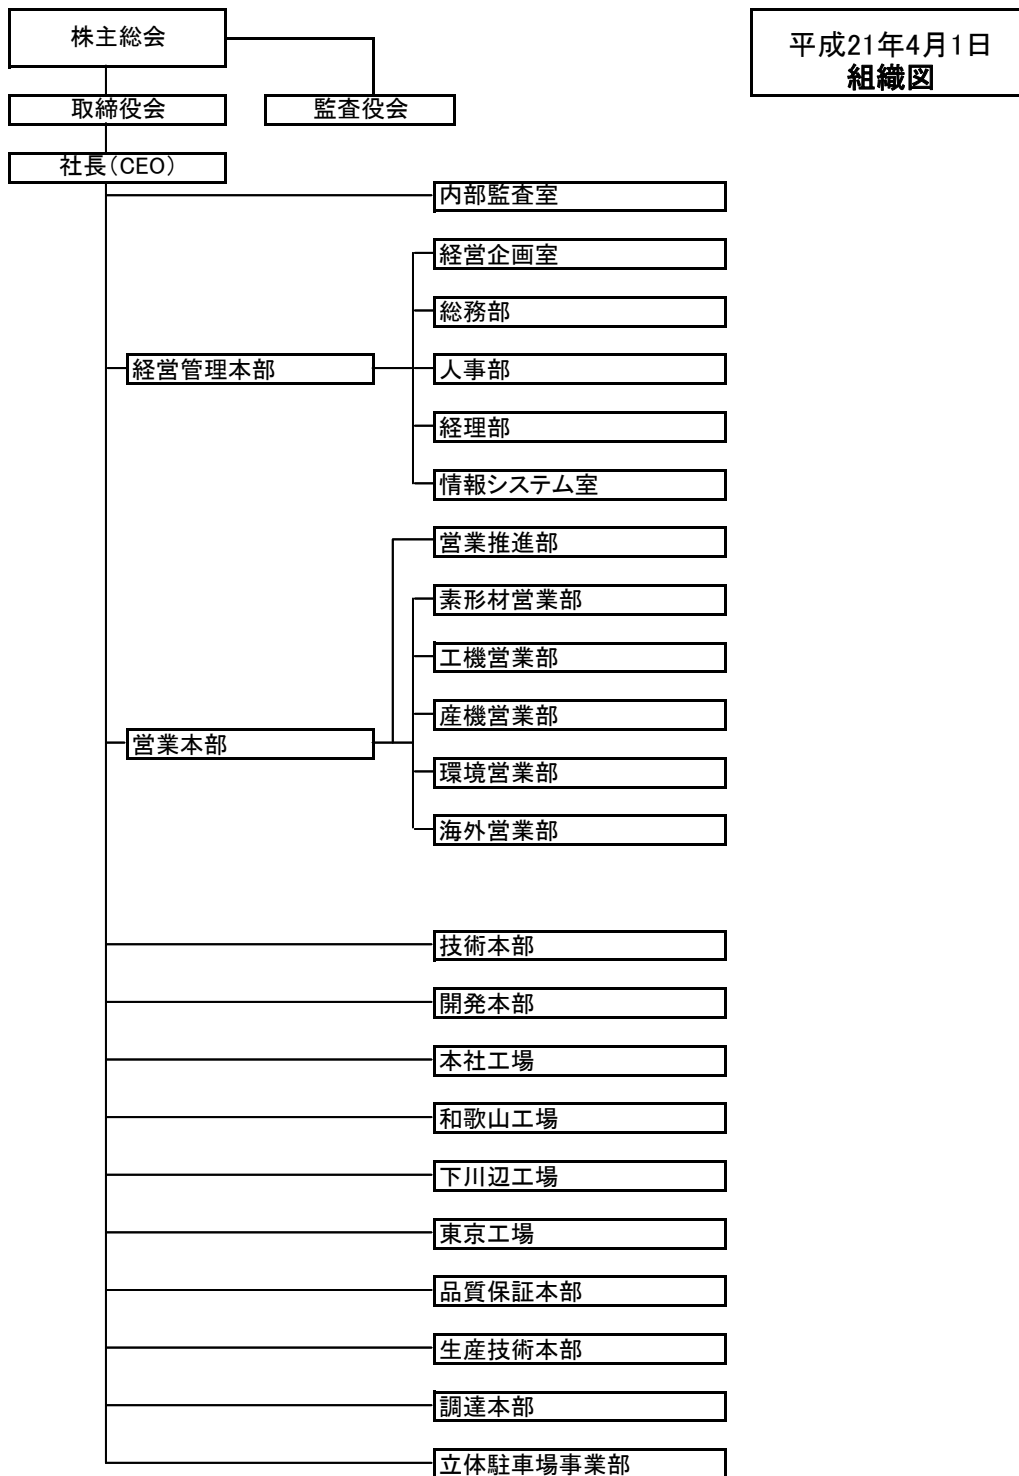 株主総会
平成21年4月1日
組織図
取締役会
監査役会
社長(CEO)
内部監査室
経営企画室
総務部
経営管理本部
人事部
経理部
情報システム室
営業推進部
素形材営業部
工機営業部
産機営業部
営業本部
環境営業部
海外営業部
技術本部
開発本部
本社工場
和歌山工場
下川辺工場
東京工場
品質保証本部
生産技術本部
調達本部
立体駐車場事業部